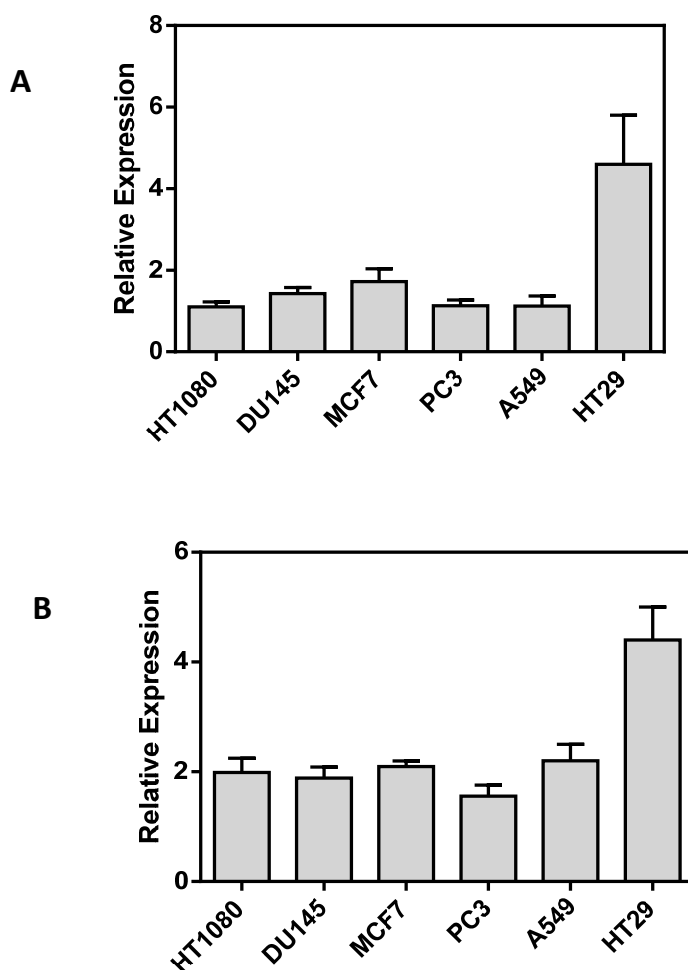 A
Relative Expression
8
6
4
2
0
HT1080
DU145
MCF7
PC3
A549
HT29
B
Relative Expression
6
4
2
0
HT1080
DU145
MCF7
PC3
A549
HT29